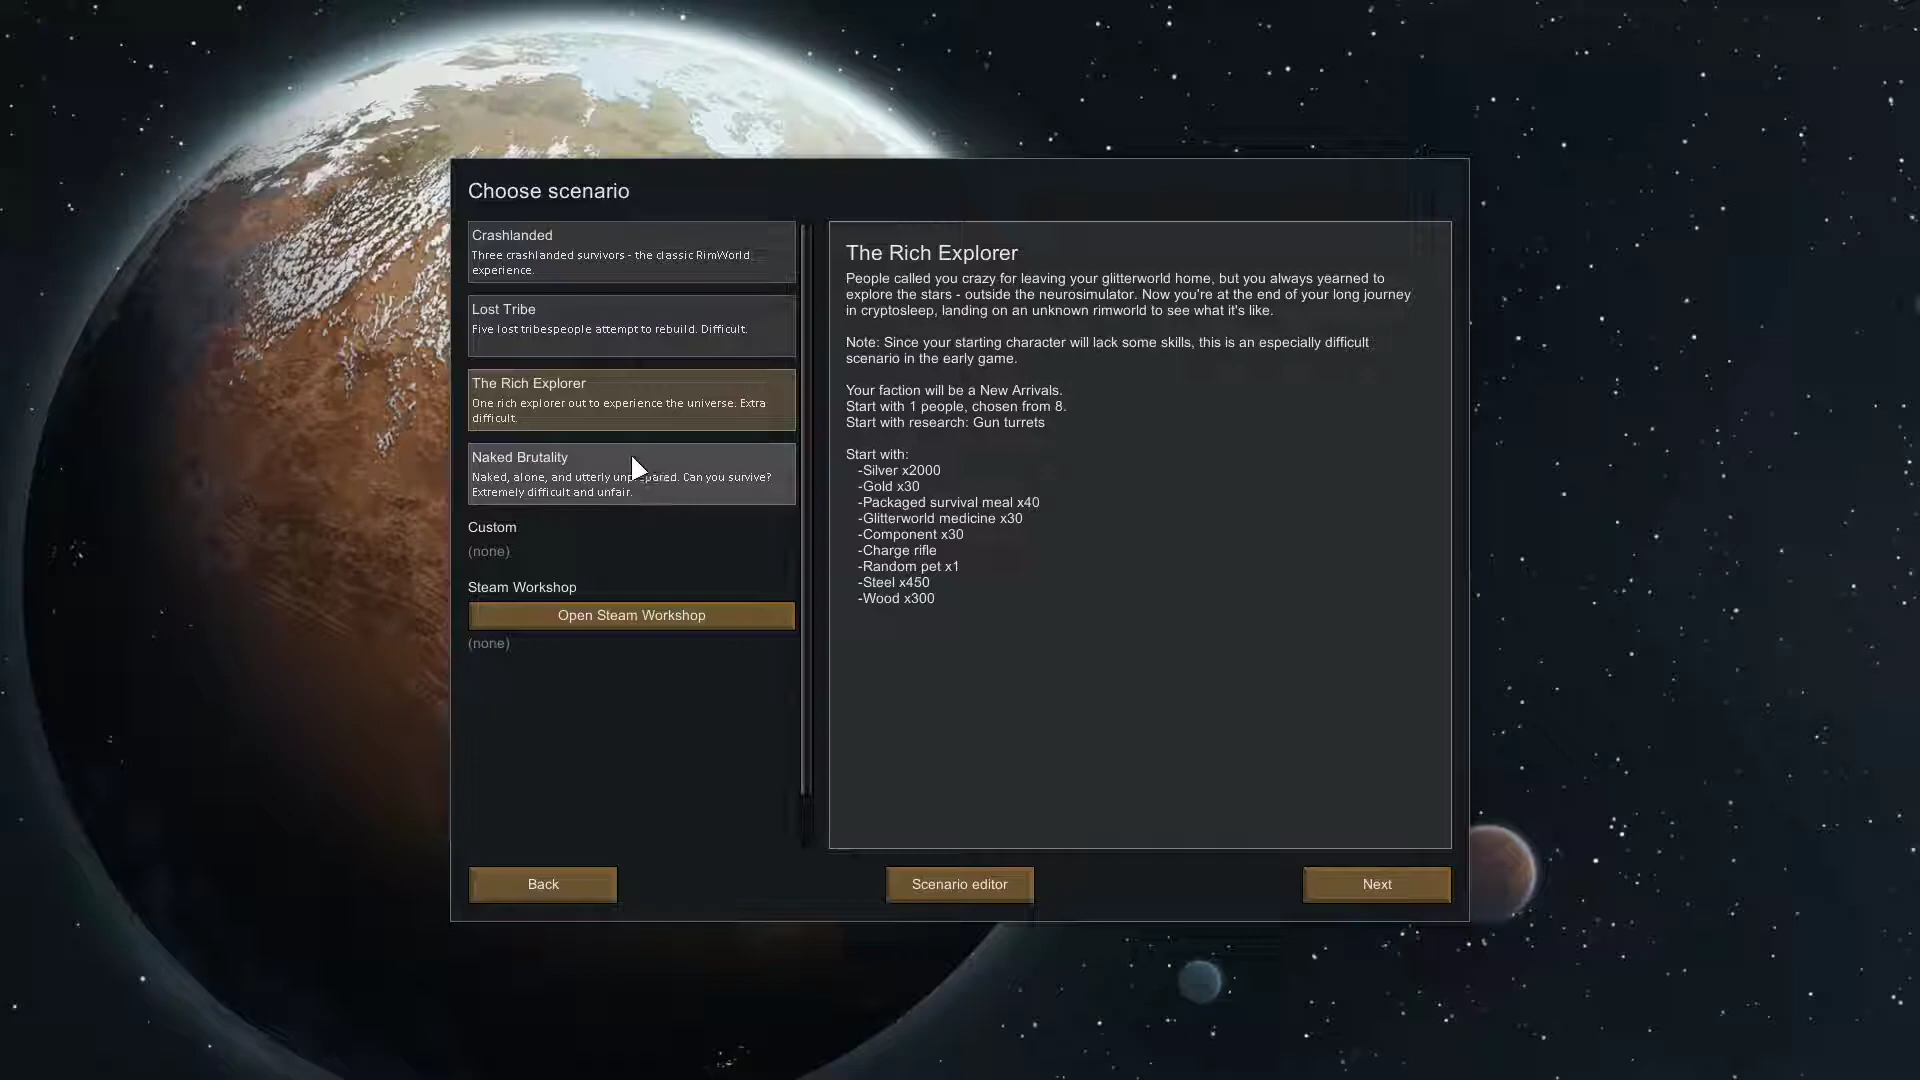 Choose scenario
Crashlanded
Three crashlanded survivors - the classic RimWorld
experience.
Lost Tribe
Five lost tribespeople attempt to rebuild. Difficult.
The Rich Explorer
One rich explorer out to experience the universe. Extra
difficult.
Naked Brutality
Naked, alone, and utterly unprepared. Can you survive?
Extremely difficult and unfair.
Custom
(none)
Steam Workshop
Open Steam Workshop
(none)
The Rich Explorer
People called you crazy for leaving your glitterworld home, but you always yearned to
explore the stars - outside the neurosimulator. Now you're at the end of your long journey
in cryptosleep, landing on an unknown rimworld to see what it's like.
Note: Since your starting character will lack some skills, this is an especially difficult
scenario in the early game.
Your faction will be a New Arrivals.
Start with 1 people, chosen from 8.
Start with research: Gun turrets
Start with:
-Silver x2000
-Gold x30
-Packaged survival meal x40
-Glitterworld medicine x30
-Component x30
-Charge rifle
-Random pet x1
-Steel x450
-Wood x300
Back
Scenario editor
Next